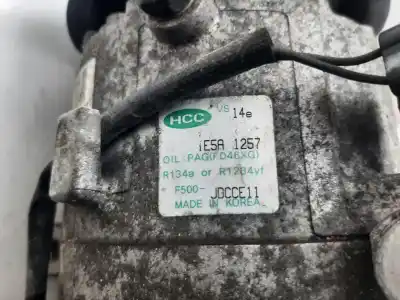 HCC VS 14e
1E5A 1257
OIL PAG(FD46XG)
R134a or R1234yf
F500- JDCCE11
MADE IN KOREA